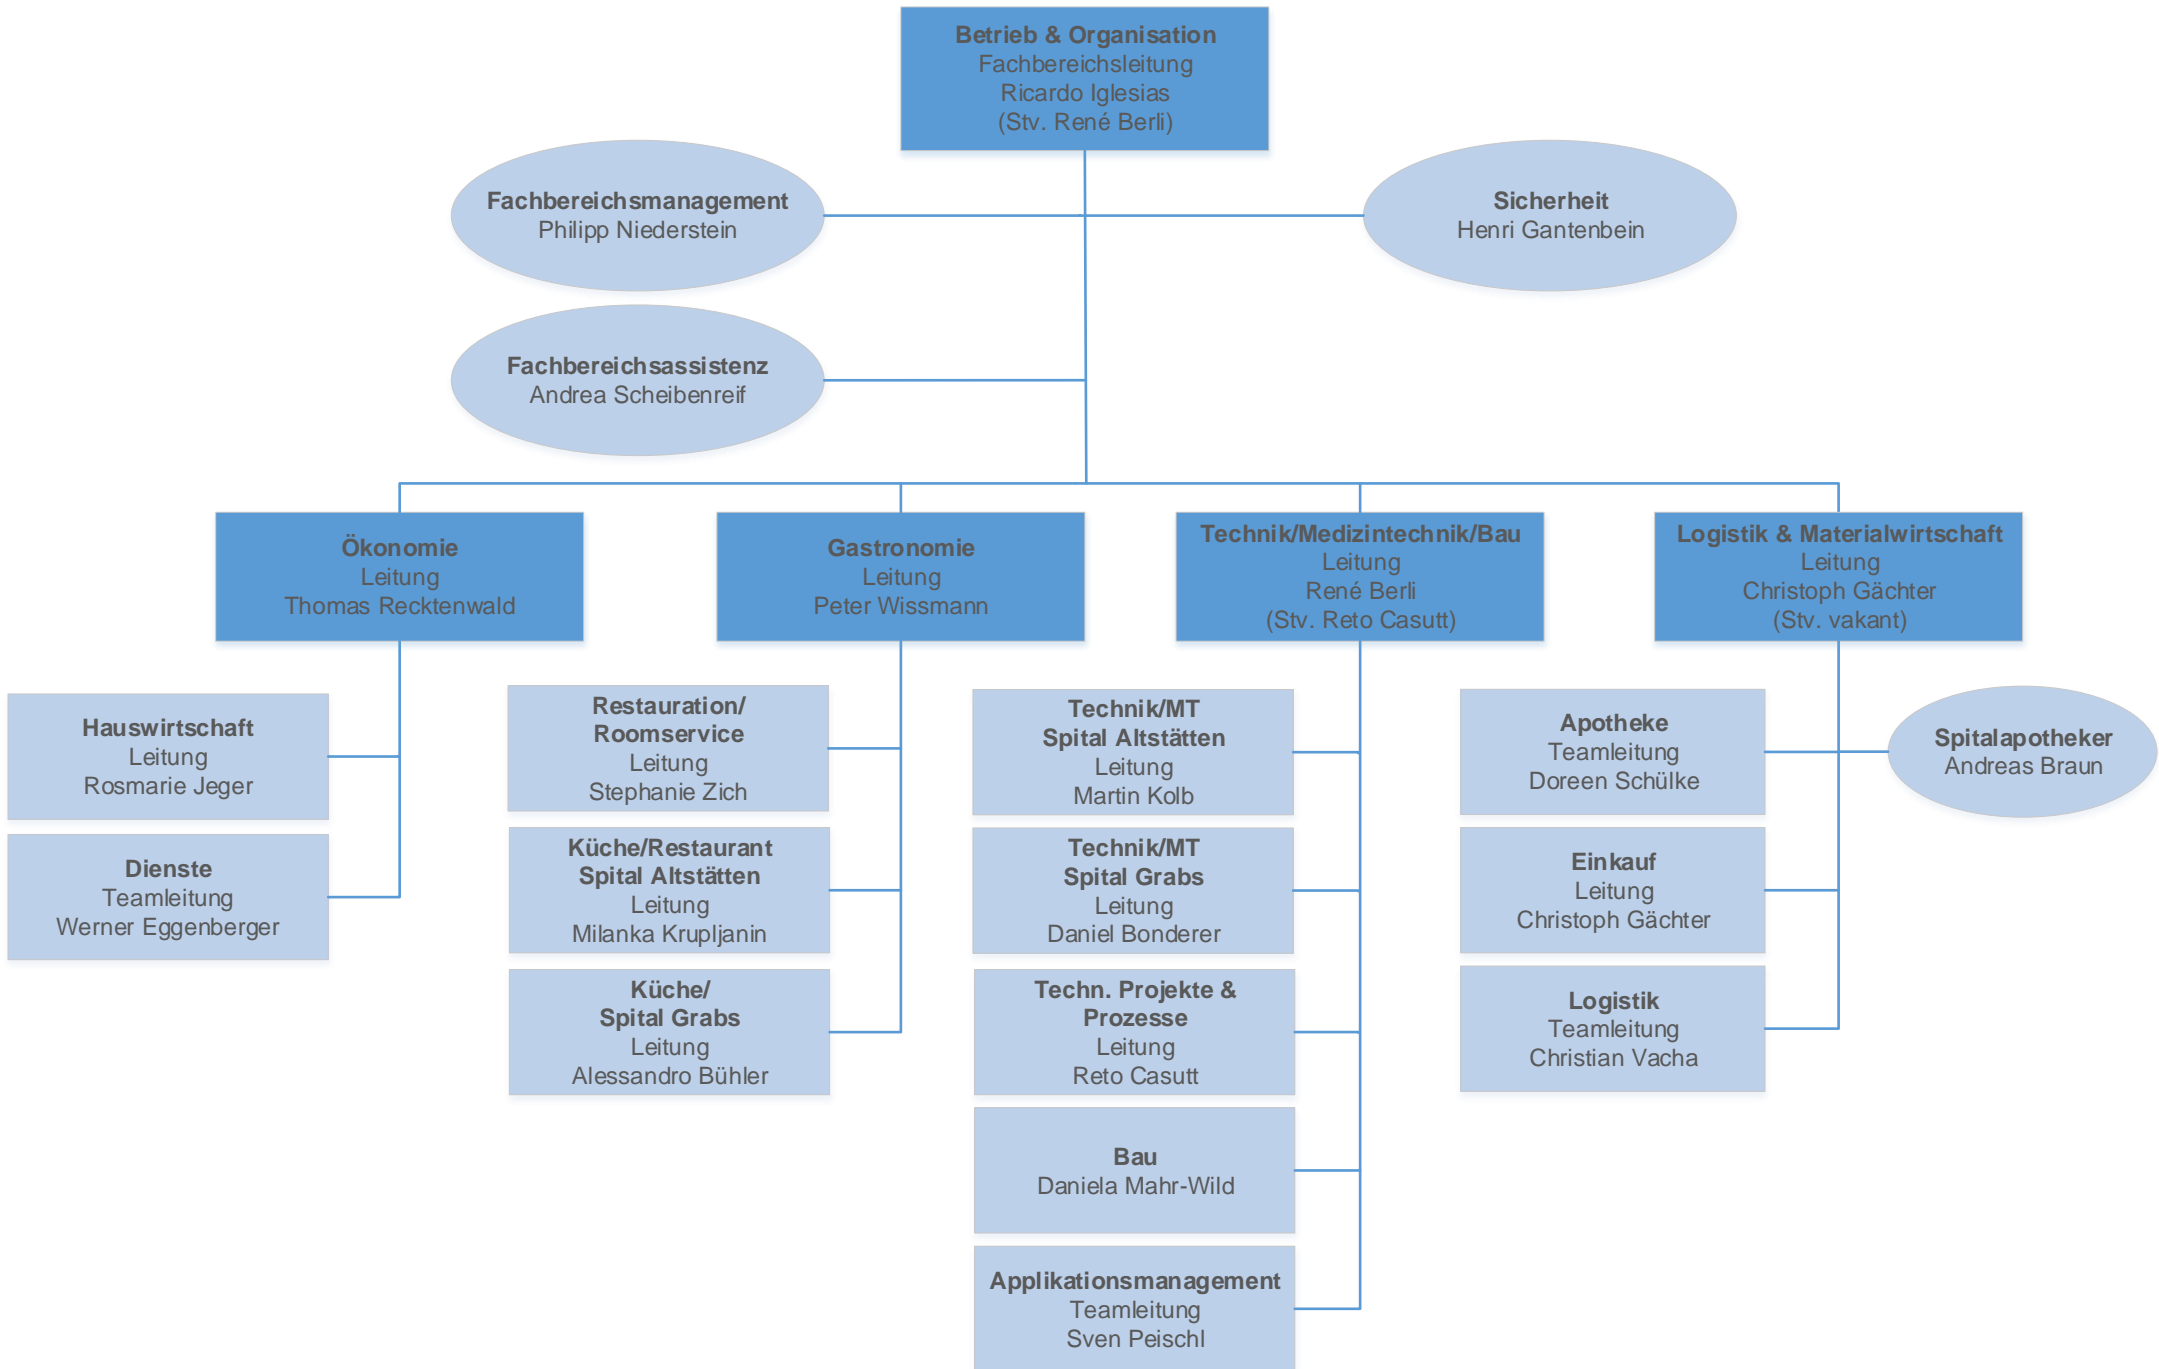 Betrieb & Organisation
Fachbereichsleitung
Ricardo Iglesias
(Stv. René Berli)
Fachbereichsmanagement
Philipp Niederstein
Sicherheit
Henri Gantenbein
Fachbereichsassistenz
Andrea Scheibenreif
Ökonomie
Leitung
Thomas Recktenwald
Gastronomie
Leitung
Peter Wissmann
Technik/Medizintechnik/Bau
Leitung
René Berli
(Stv. Reto Casutt)
Logistik & Materialwirtschaft
Leitung
Christoph Gächter
(Stv. vakant)
Hauswirtschaft
Leitung
Rosmarie Jeger
Dienste
Teamleitung
Werner Eggenberger
Restauration/
Roomservice
Leitung
Stephanie Zich
Küche/Restaurant
Spital Altstätten
Leitung
Milanka Krupljanin
Küche/
Spital Grabs
Leitung
Alessandro Bühler
Technik/MT
Spital Altstätten
Leitung
Martin Kolb
Technik/MT
Spital Grabs
Leitung
Daniel Bonderer
Techn. Projekte &
Prozesse
Leitung
Reto Casutt
Bau
Daniela Mahr-Wild
Applikationsmanagement
Teamleitung
Sven Peischl
Apotheke
Teamleitung
Doreen Schülke
Spitalapotheker
Andreas Braun
Einkauf
Leitung
Christoph Gächter
Logistik
Teamleitung
Christian Vacha